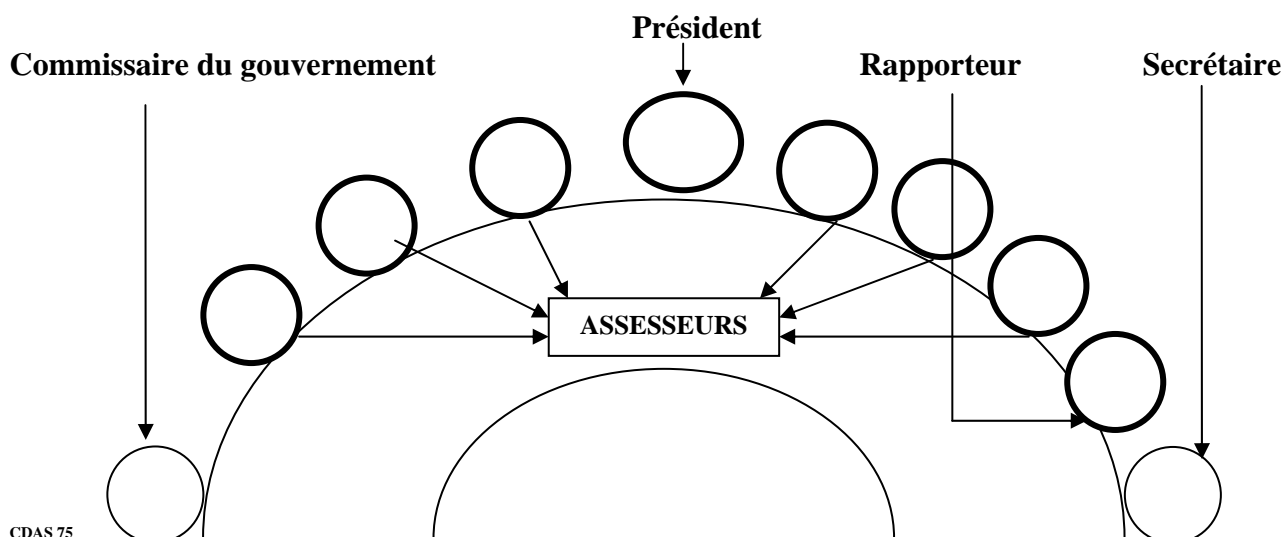 Président
Commissaire du gouvernement
Rapporteur
Secrétaire
ASSESSEURS
CDAS 75